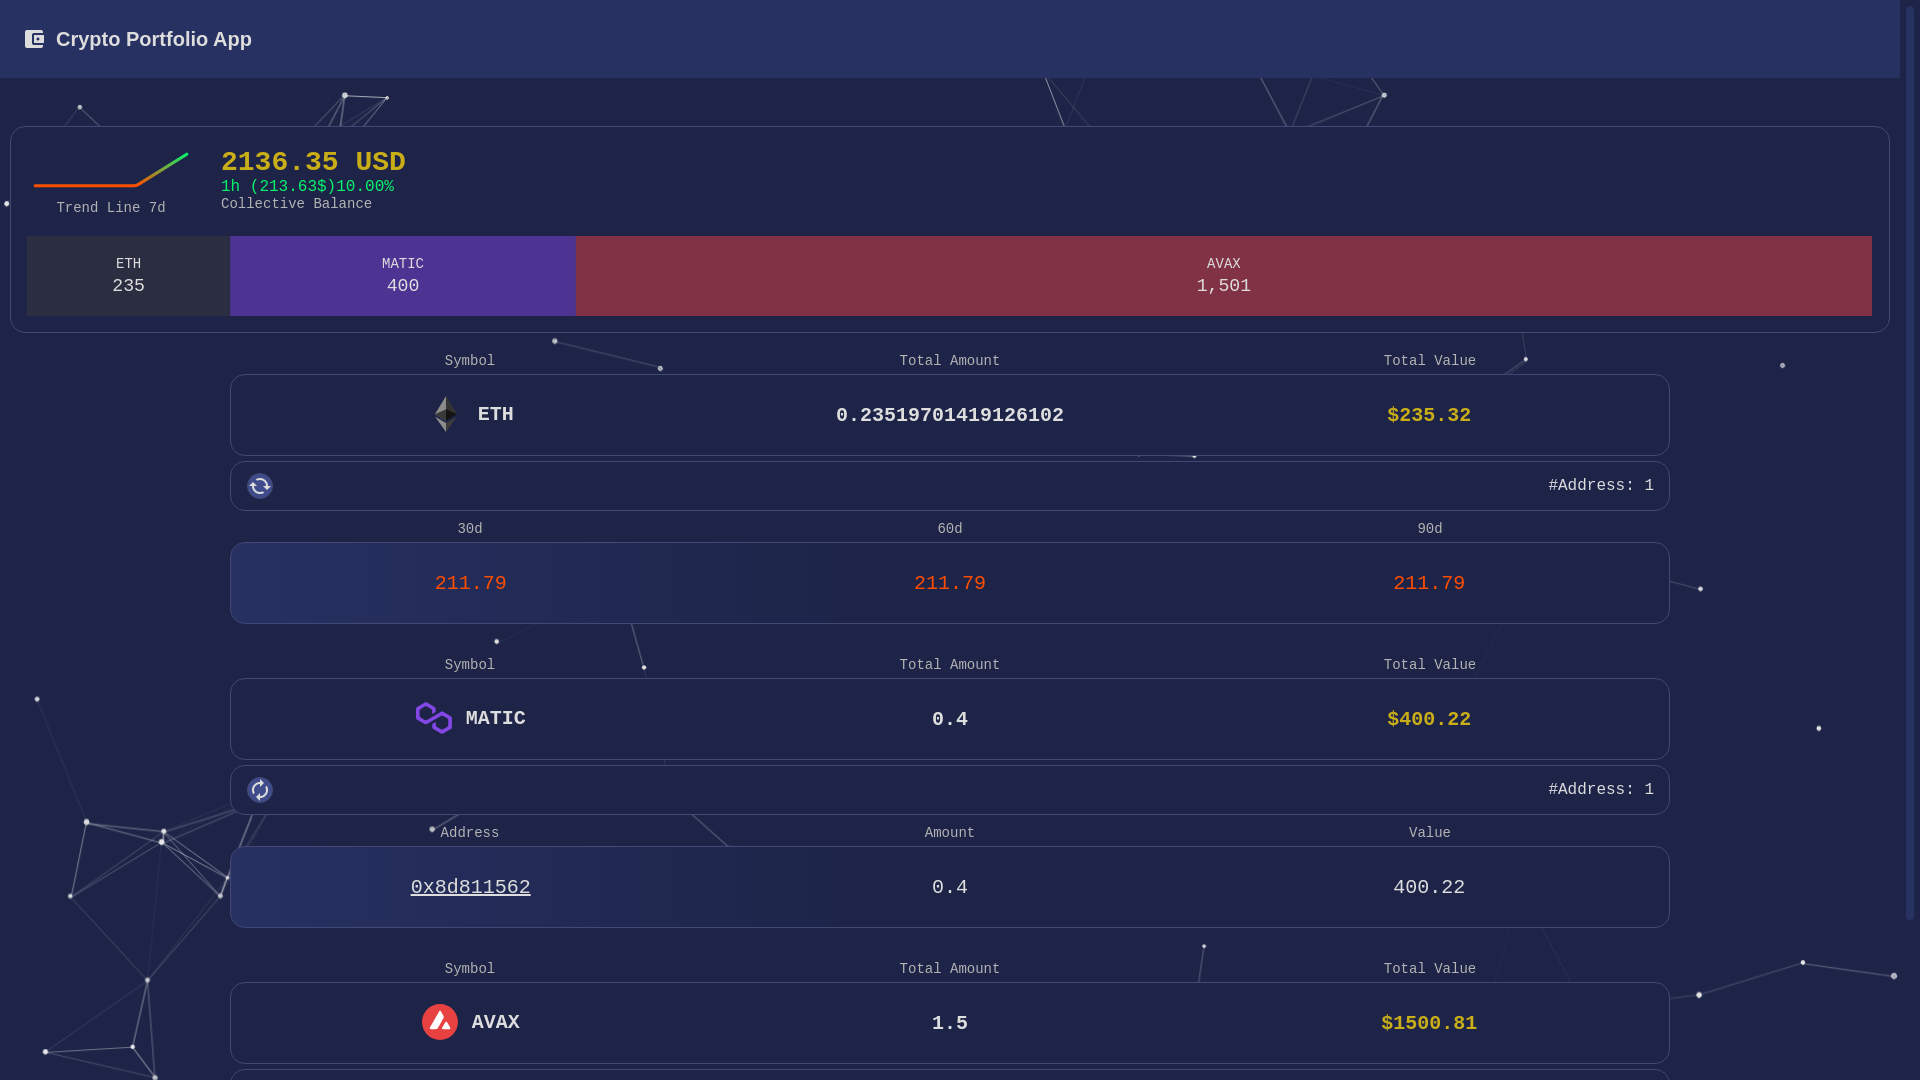 Crypto Portfolio App
2136.35 USD
1h (213.63$)10.00%
Collective Balance
Trend Line 7d
ETH MATIC AVAX
235 400 1,501
Symbol Total Amount Total Value
ETH 0.23519701419126102 $235.32
#Address: 1
30d 60d 90d
211.79 211.79 211.79
Symbol Total Amount Total Value
MATIC 0.4 $400.22
#Address: 1
Address Amount Value
0x8d811562 0.4 400.22
Symbol Total Amount Total Value
AVAX 1.5 $1500.81